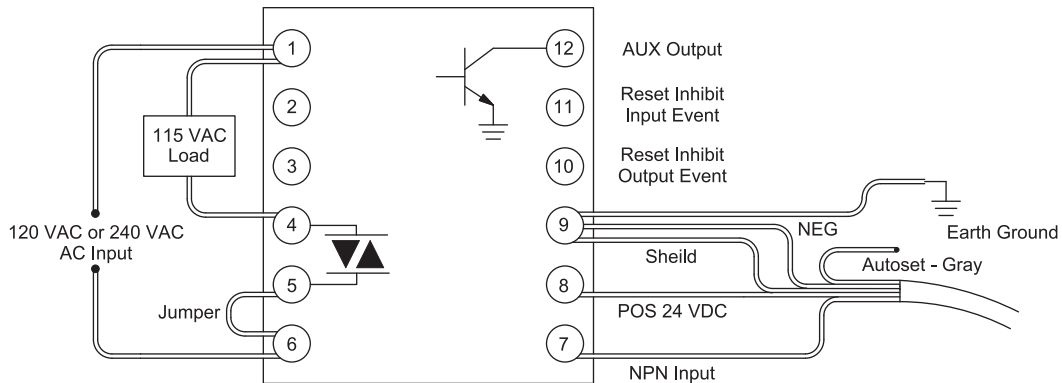 1
2
3
4
5
6
12
11
10
9
8
7
AUX Output
Reset Inhibit
Input Event
Reset Inhibit
Output Event
115 VAC
Load
120 VAC or 240 VAC
AC Input
Jumper
NEG
Earth Ground
Sheild
Autoset - Gray
POS 24 VDC
NPN Input